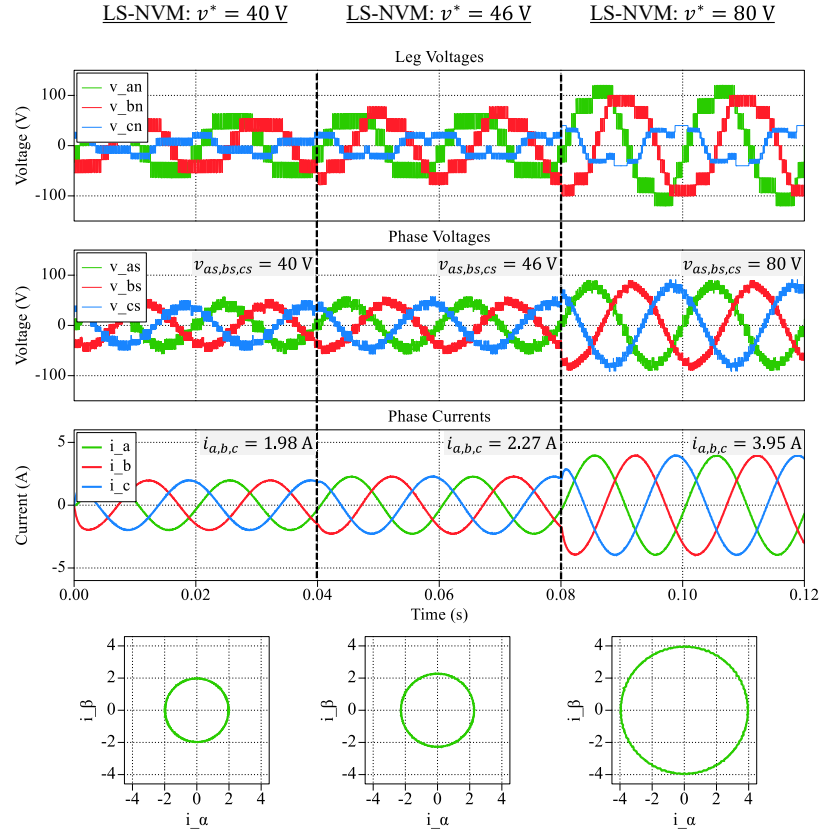 LS-NVM: v* = 40 V LS-NVM: v* = 46 V LS-NVM: v* = 80 V
Leg Voltages
v_an
v_bn
v_cn
100
0
-100
Voltage (V)
Phase Voltages
v_as
v_bs
v_cs
v_as,bs,cs = 40 V v_as,bs,cs = 46 V v_as,bs,cs = 80 V
100
0
-100
Voltage (V)
Phase Currents
i_a
i_b
i_c
i_a,b,c = 1.98 A i_a,b,c = 2.27 A i_a,b,c = 3.95 A
5
0
-5
Current (A)
0.00 0.02 0.04 0.06 0.08 0.10 0.12
Time (s)
4
2
0
-2
-4
i_β
-4 -2 0 2 4
i_α
4
2
0
-2
-4
i_β
-4 -2 0 2 4
i_α
4
2
0
-2
-4
i_β
-4 -2 0 2 4
i_α